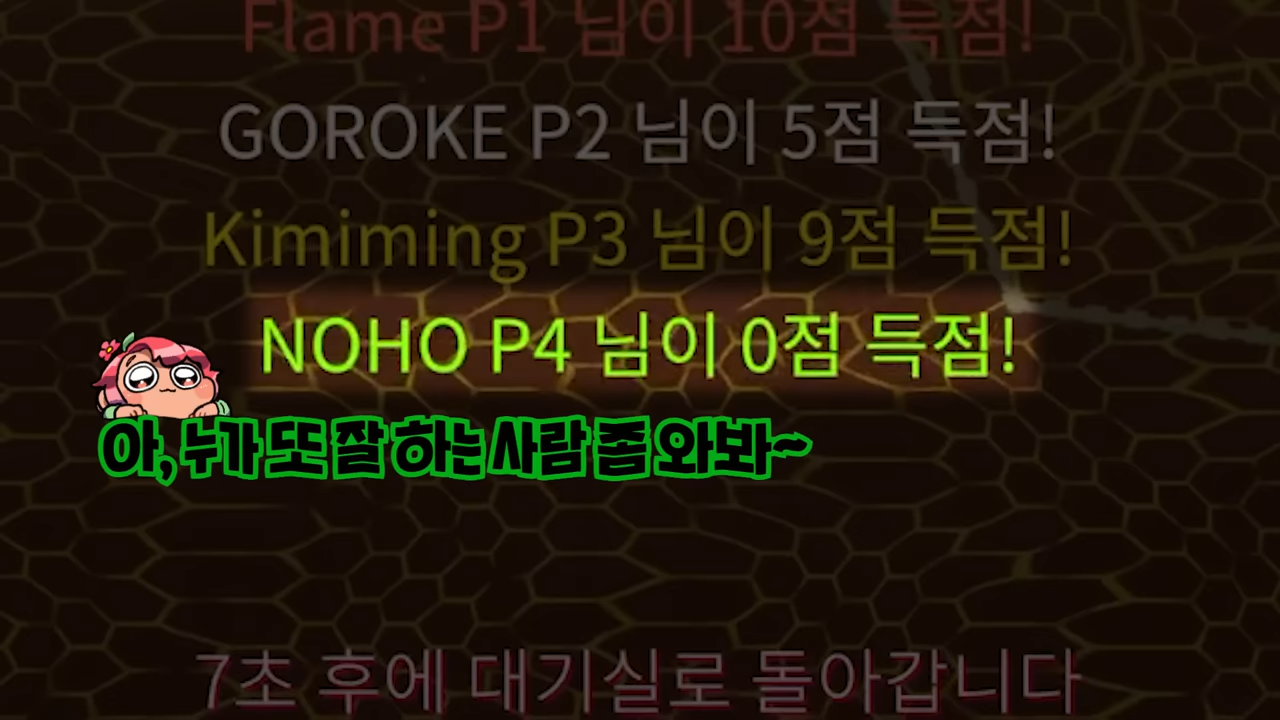 Flame P1 님이 10점 득점!
GOROKE P2 님이 5점 득점!
Kimiming P3 님이 9점 득점!
NOHO P4 님이 0점 득점!
아, 누가 또 잘 하는 사람 좀 와봐~
7초 후에 대기실로 돌아갑니다